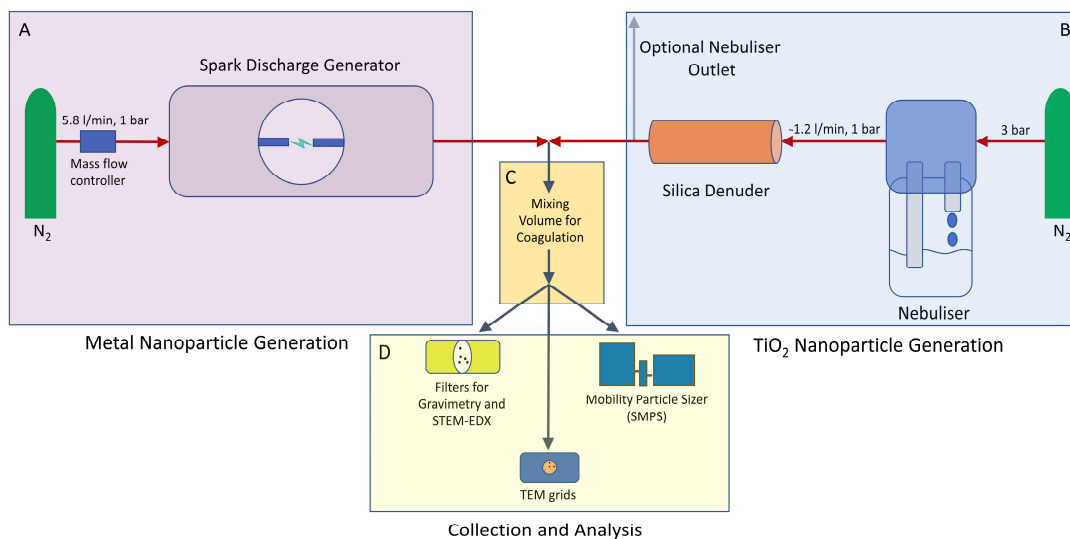 A
Spark Discharge Generator
5.8 l/min, 1 bar
Mass flow
controller
N2
Metal Nanoparticle Generation
B
Optional Nebuliser
Outlet
~1.2 l/min, 1 bar
3 bar
Silica Denuder
N2
Nebuliser
TiO2 Nanoparticle Generation
C
Mixing
Volume for
Coagulation
D
Filters for
Gravimetry and
STEM-EDX
Mobility Particle Sizer
(SMPS)
TEM grids
Collection and Analysis